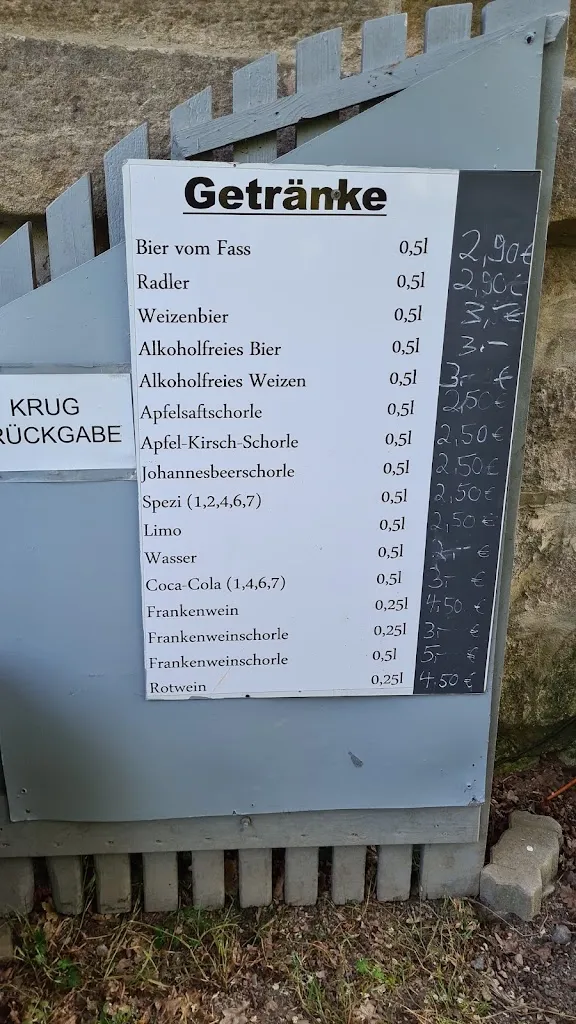 Getränke
Bier vom Fass 0,5l 2,90€
Radler 0,5l 2,90€
Weizenbier 0,5l 3,-€
Alkoholfreies Bier 0,5l 3.-
Alkoholfreies Weizen 0,5l 3.- €
Apfelsaftschorle 0,5l 2,50 €
Apfel-Kirsch-Schorle 0,5l 2,50 €
Johannesbeerschorle 0,5l 2,50 €
Spezi (1,2,4,6,7) 0,5l 2,50 €
Limo 0,5l 2,50 €
Wasser 0,5l €
Coca-Cola (1,4,6,7) 0,5l 3,- €
Frankenwein 0,25l 4,50 €
Frankenweinschorle 0,25l 3,- €
Frankenweinschorle 0,5l 5,- €
Rotwein 0,25l 4.50 €
KRUG
RÜCKGABE